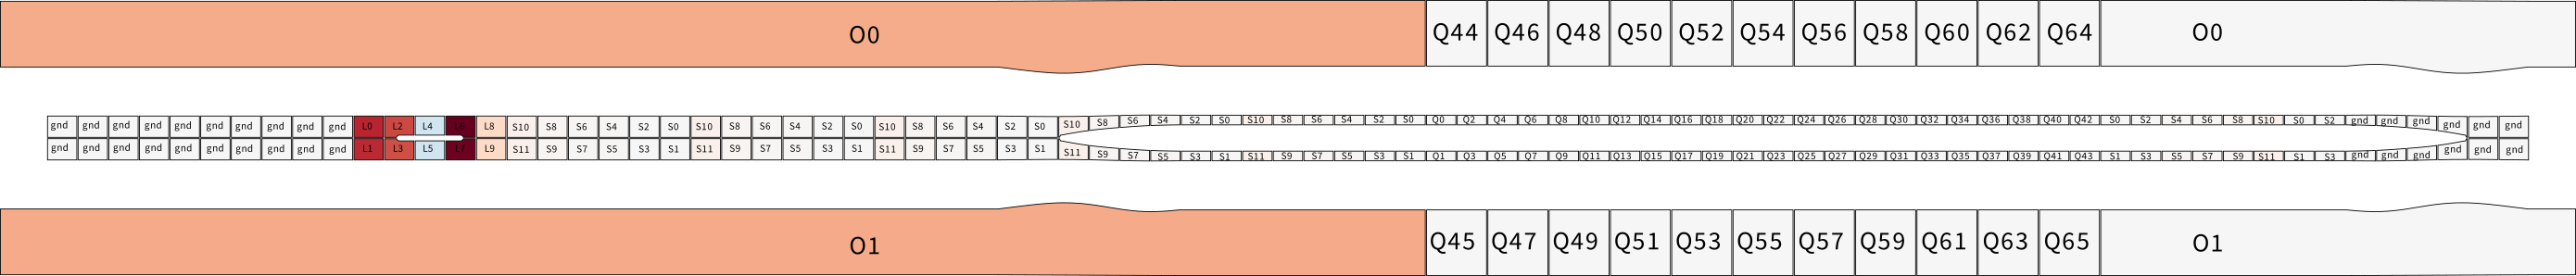 O0 Q44 Q46 Q48 Q50 Q52 Q54 Q56 Q58 Q60 Q62 Q64 O0
gnd gnd gnd gnd gnd gnd gnd gnd gnd gnd L0 L2 L4 L6 L8 S10 S8 S6 S4 S2 S0 S10 S8 S6 S4 S2 S0 S10 S8 S6 S4 S2 S0 S10 S8 S6 S4 S2 S0 S10 S8 S6 S4 S2 S0 Q0 Q2 Q4 Q6 Q8 Q10 Q12 Q14 Q16 Q18 Q20 Q22 Q24 Q26 Q28 Q30 Q32 Q34 Q36 Q38 Q40 Q42 S0 S2 S4 S6 S8 S10 S0 S2 gnd gnd gnd gnd gnd gnd
gnd gnd gnd gnd gnd gnd gnd gnd gnd gnd L1 L3 L5 L7 L9 S11 S9 S7 S5 S3 S1 S11 S9 S7 S5 S3 S1 S11 S9 S7 S5 S3 S1 S11 S9 S7 S5 S3 S1 S11 S9 S7 S5 S3 S1 Q1 Q3 Q5 Q7 Q9 Q11 Q13 Q15 Q17 Q19 Q21 Q23 Q25 Q27 Q29 Q31 Q33 Q35 Q37 Q39 Q41 Q43 S1 S3 S5 S7 S9 S11 S1 S3 gnd gnd gnd gnd gnd gnd
O1 Q45 Q47 Q49 Q51 Q53 Q55 Q57 Q59 Q61 Q63 Q65 O1